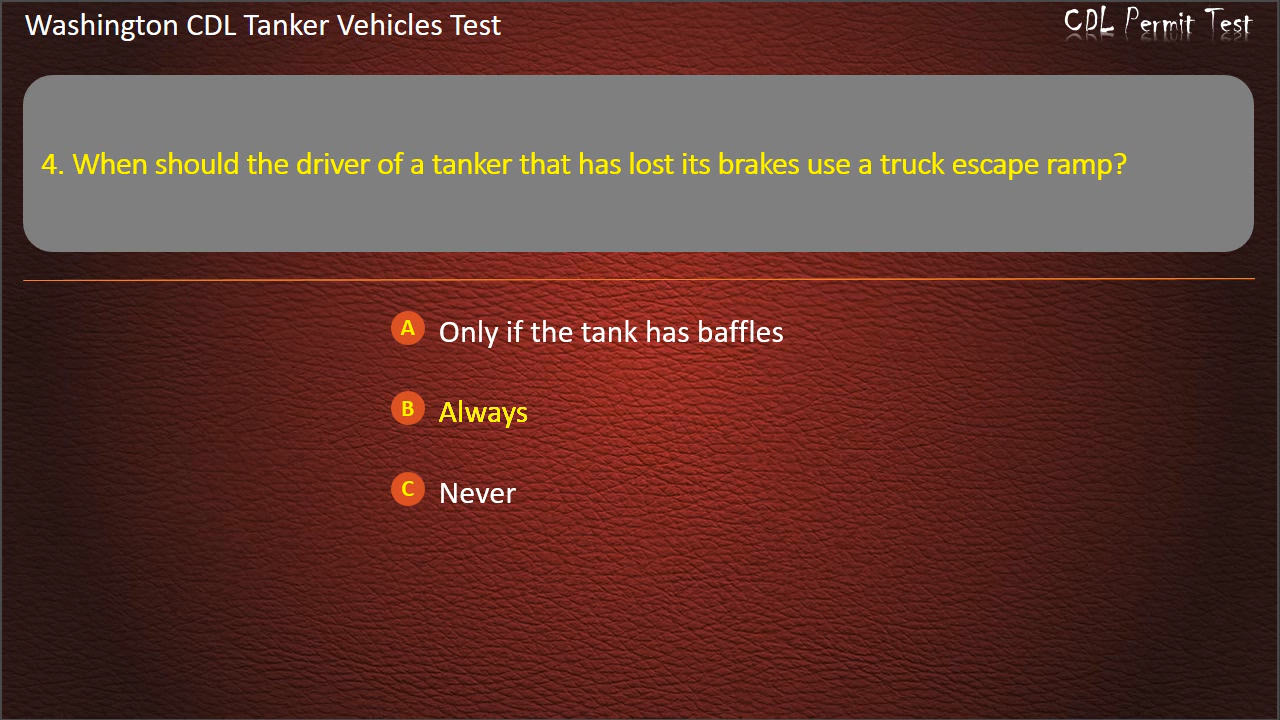 Washington CDL Tanker Vehicles Test
CDL Permit Test
4. When should the driver of a tanker that has lost its brakes use a truck escape ramp?
A Only if the tank has baffles
B Always
C Never